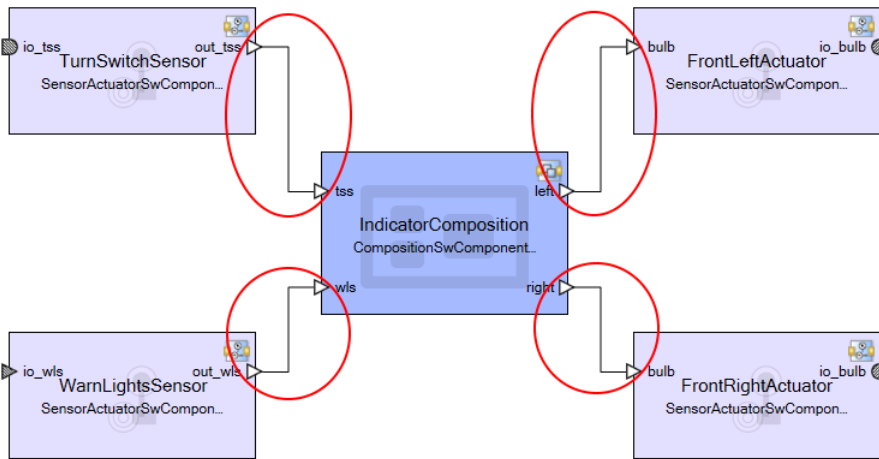 io_tss
out_tss
TurnSwitchSensor
SensorActuatorSwCompon...
bulb
io_bulb
FrontLeftActuator
SensorActuatorSwCompon...
tss
left
IndicatorComposition
CompositionSwComponent...
wls
right
io_wls
out_wls
WarnLightsSensor
SensorActuatorSwCompon...
bulb
io_bulb
FrontRightActuator
SensorActuatorSwCompon...